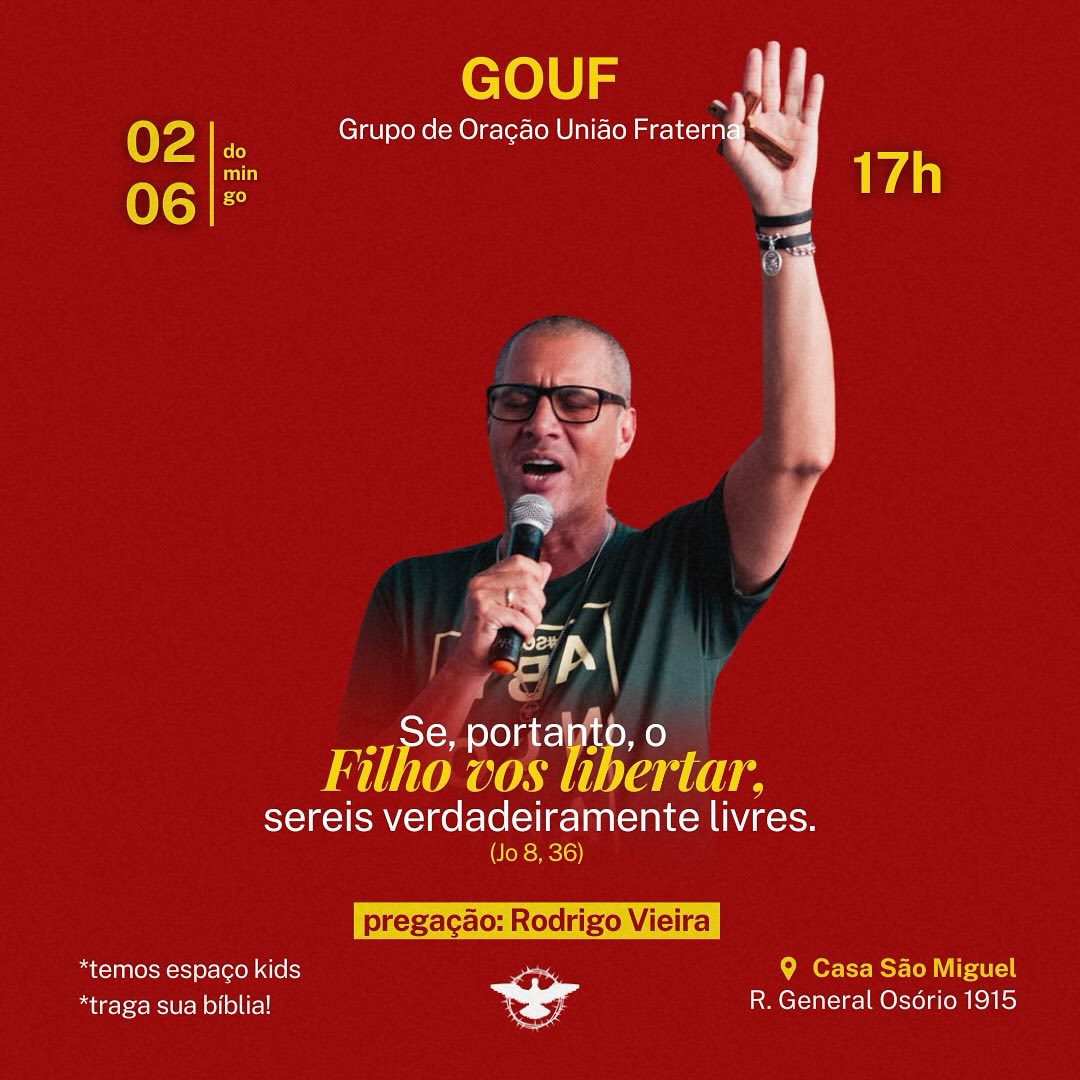 GOUF
Grupo de Oração União Fraterna
02
06
do
min
go
17h
Se, portanto, o
Filho vos libertar,
sereis verdadeiramente livres.
(Jo 8, 36)
pregação: Rodrigo Vieira
*temos espaço kids
*traga sua bíblia!
Casa São Miguel
R. General Osório 1915